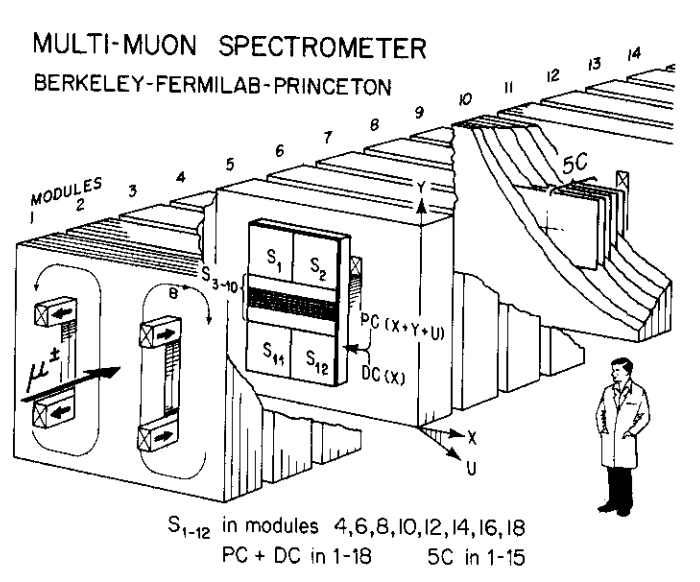 MULTI-MUON SPECTROMETER
BERKELEY-FERMILAB-PRINCETON
MODULES
1 2 3 4 5 6 7 8 9 10 11 12 13 14
5C
Y
S1 S2
S3-10
B
PC (X+Y+U)
S11 S12
DC (X)
μ±
X
U
S1-12 in modules 4,6,8,10,12,14,16,18
PC + DC in 1-18 5C in 1-15